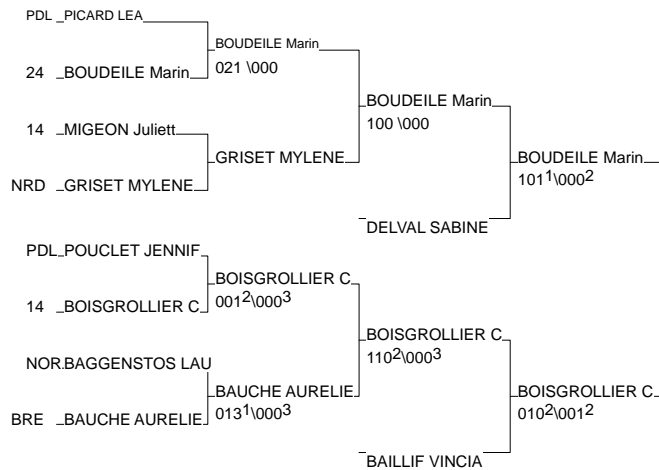 PDL PICARD LEA
BOUDEILE Marin
021 \000
24 BOUDEILE Marin
BOUDEILE Marin
100 \000
14 MIGEON Juliett
GRISET MYLENE
NRD GRISET MYLENE
BOUDEILE Marin
101¹\000²
DELVAL SABINE
PDL POUCLET JENNIF
BOISGROLLIER C
001²\000³
14 BOISGROLLIER C
BOISGROLLIER C
110²\000³
NOR BAGGENSTOS LAU
BAUCHE AURELIE
013¹\000³
BRE BAUCHE AURELIE
BOISGROLLIER C
010²\001²
BAILLIF VINCIA